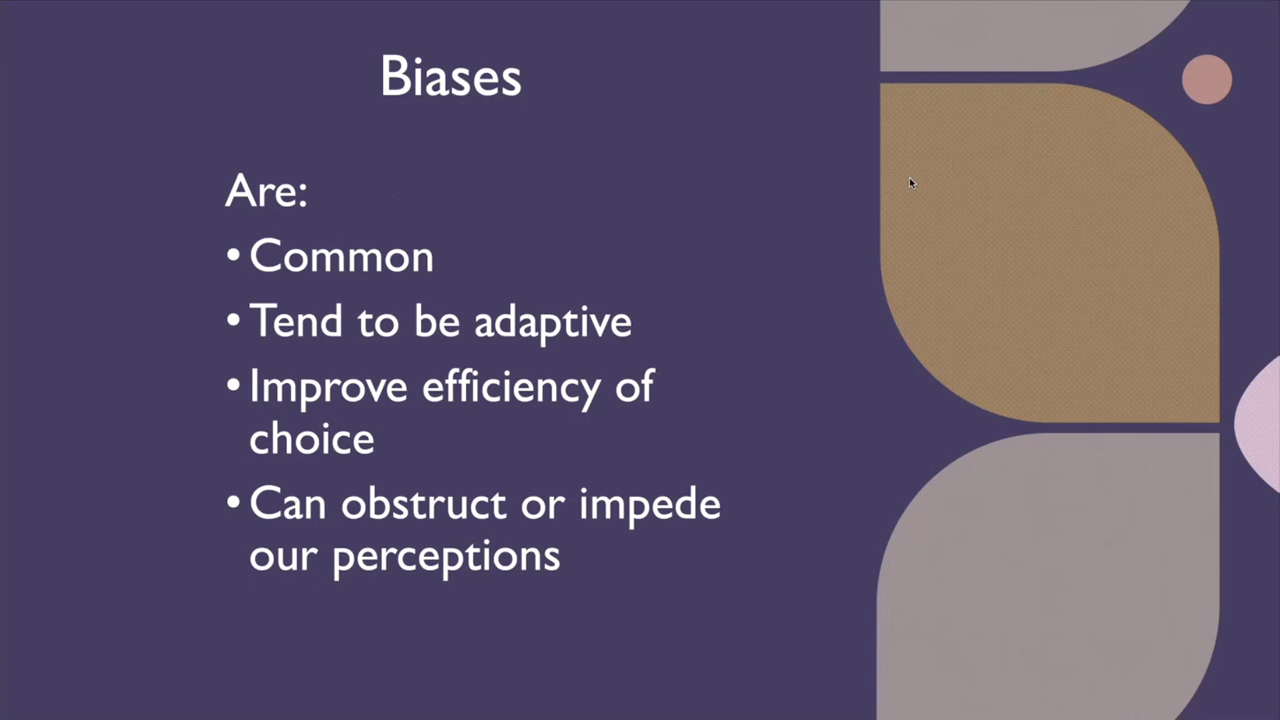 Biases
Are:
• Common
• Tend to be adaptive
• Improve efficiency of
choice
• Can obstruct or impede
our perceptions